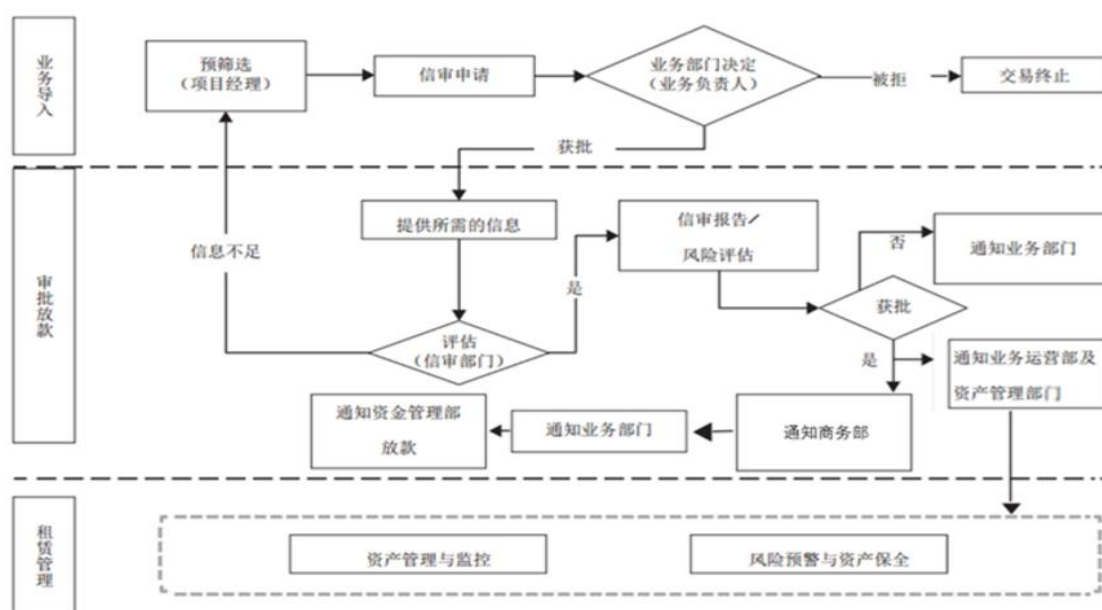 业务导入
预筛选
（项目经理）
信审申请
业务部门决定
（业务负责人）
被拒
交易终止
获批
审批放款
信息不足
提供所需的信息
评估
（信审部门）
是
信审报告/
风险评估
否
通知业务部门
获批
是
通知业务运营部及
资产管理部门
通知商务部
通知业务部门
通知资金管理部
放款
租赁管理
资产管理与监控
风险预警与资产保全